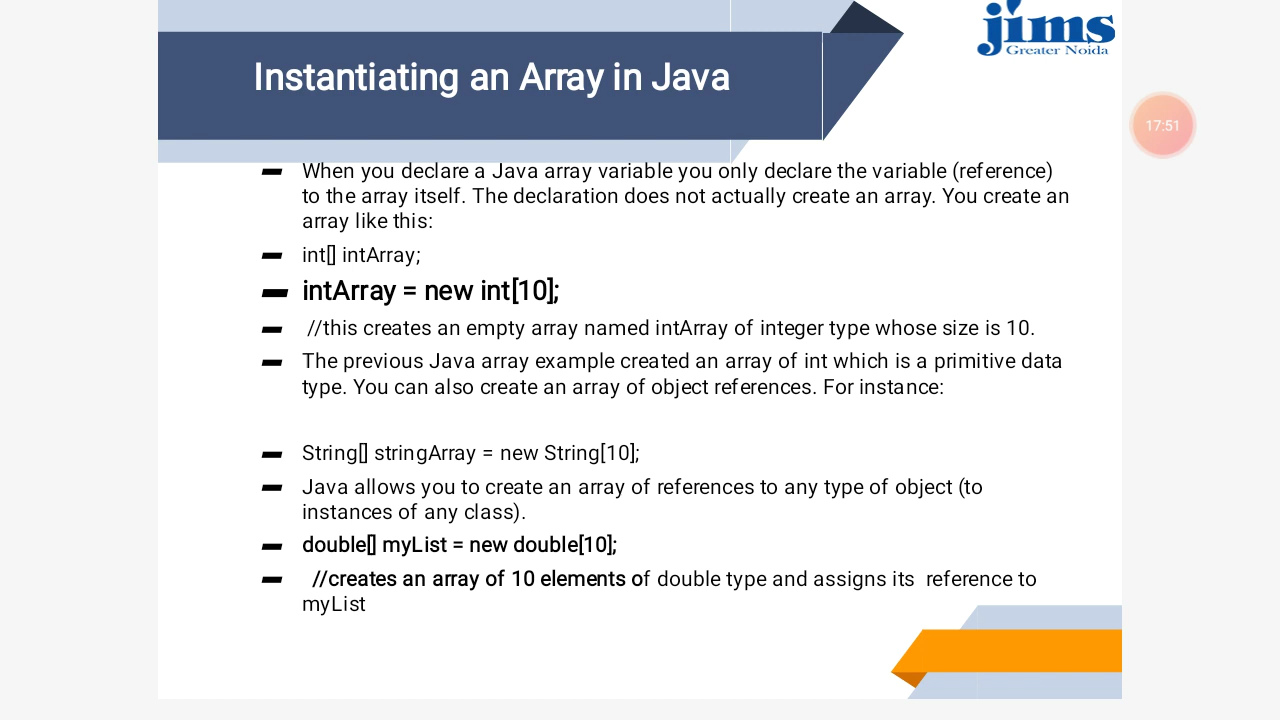 jims
Greater Noida
Instantiating an Array in Java
17:51
When you declare a Java array variable you only declare the variable (reference)
to the array itself. The declaration does not actually create an array. You create an
array like this:
int[] intArray;
intArray = new int[10];
//this creates an empty array named intArray of integer type whose size is 10.
The previous Java array example created an array of int which is a primitive data
type. You can also create an array of object references. For instance:
String[] stringArray = new String[10];
Java allows you to create an array of references to any type of object (to
instances of any class).
double[] myList = new double[10];
//creates an array of 10 elements of double type and assigns its reference to
myList